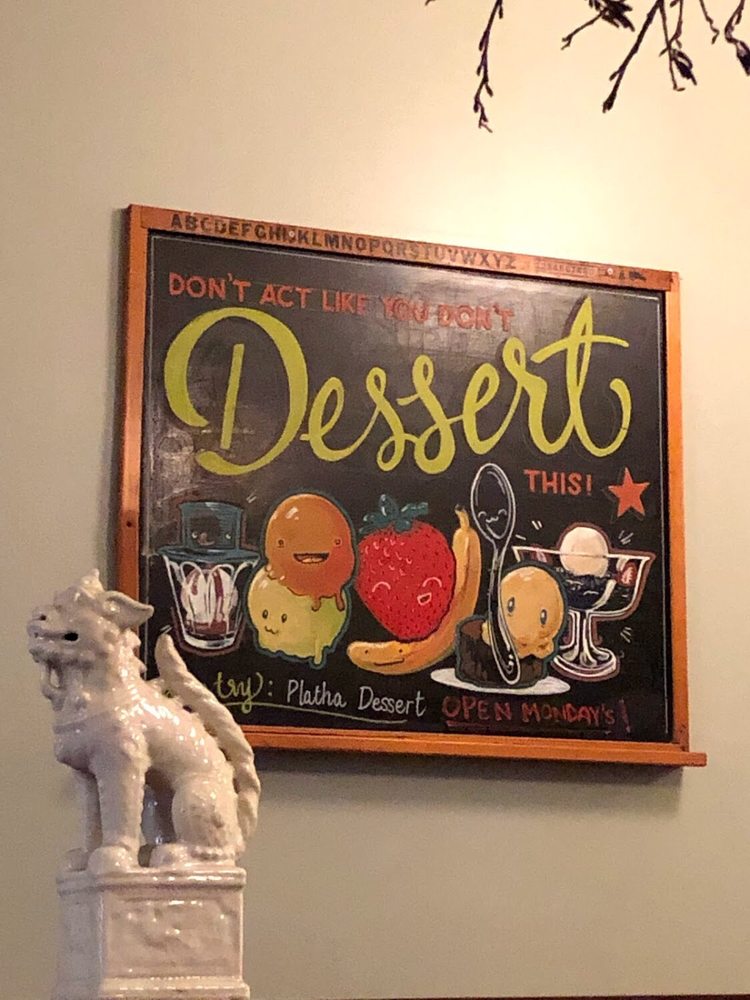 ABCDEFGHIJKLMNOPQRSTUVWXYZ
DON'T ACT LIKE YOU DON'T
Dessert
THIS!
try: Platha Dessert
OPEN MONDAY'S!